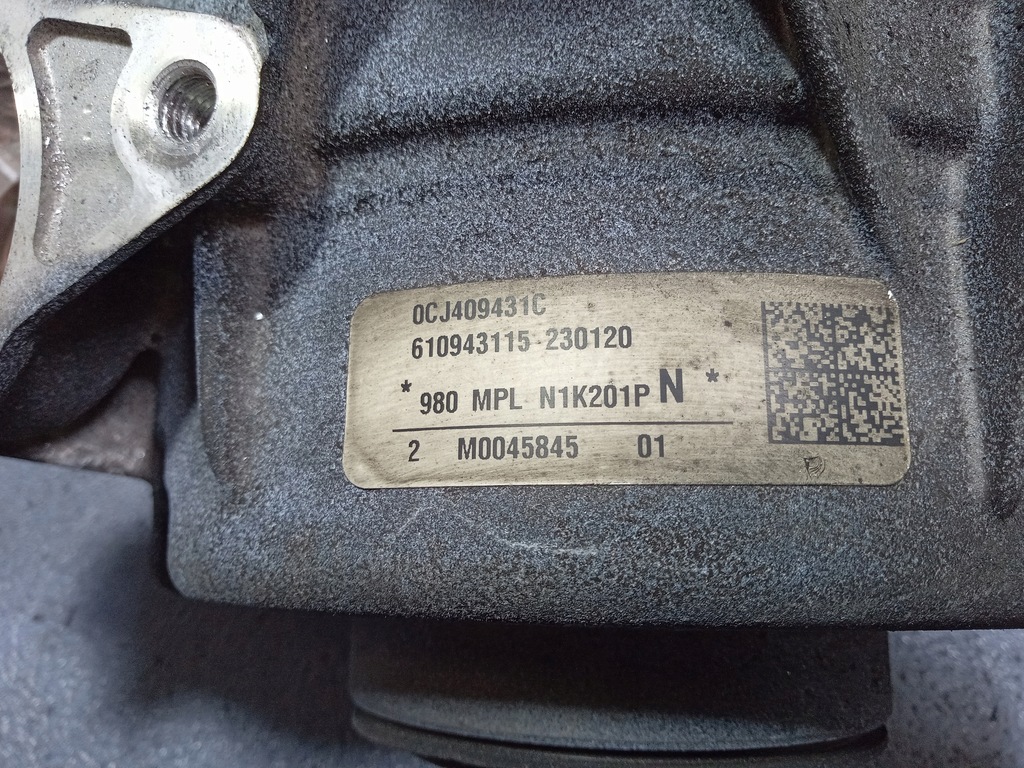 0CJ409431C
610943115-230120
* 980 MPL N1K201P N *
2 M0045845 01